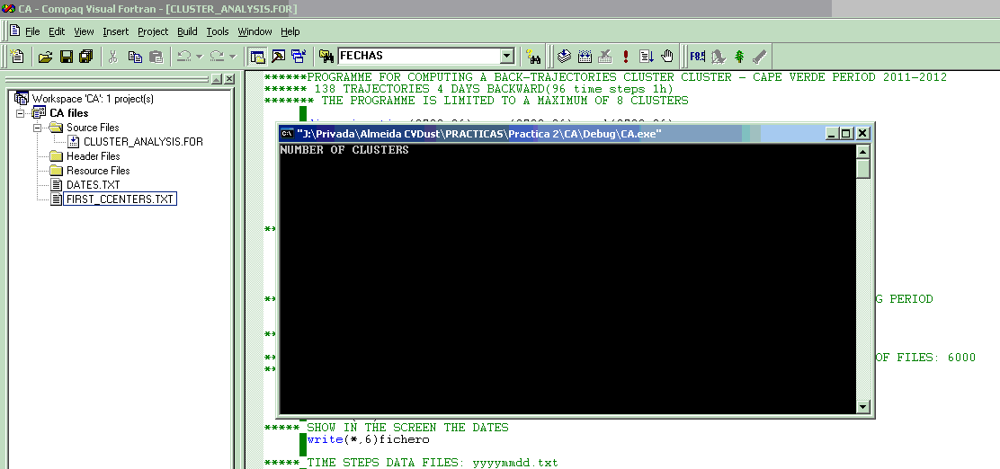 CA - Compaq Visual Fortran - [CLUSTER_ANALYSIS.FOR]
File Edit View Insert Project Build Tools Window Help
FECHAS
Workspace 'CA': 1 project(s)
CA files
Source Files
CLUSTER_ANALYSIS.FOR
Header Files
Resource Files
DATES.TXT
FIRST_CCENTERS.TXT
******PROGRAMME FOR COMPUTING A BACK-TRAJECTORIES CLUSTER CLUSTER - CAPE VERDE PERIOD 2011-2012
****** 138 TRAJECTORIES 4 DAYS BACKWARD(96 time steps 1h)
******* THE PROGRAMME IS LIMITED TO A MAXIMUM OF 8 CLUSTERS
"J:\Privada\Almeida CVDust\PRACTICAS\Practica 2\CA\Debug\CA.exe"
NUMBER OF CLUSTERS
**
**
G PERIOD
**
**
OF FILES: 6000
**
***** SHOW IN THE SCREEN THE DATES
write(*,6)fichero
***** TIME STEPS DATA FILES: yyyymmdd.txt